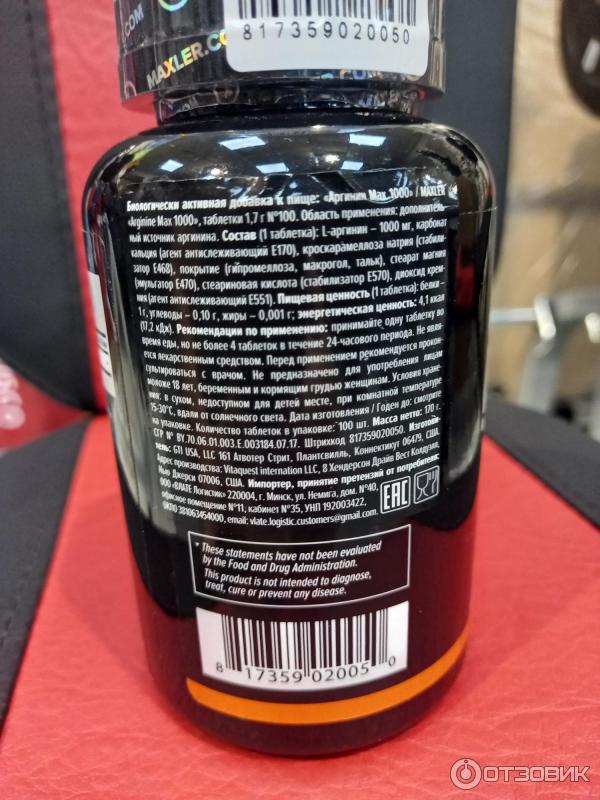 .COM
MAXLER.CO
R.COM
817359020050
Биологически активная добавка к пище: «Аргинин Max 1000» / MAXLER
«Arginine Max 1000», таблетки 1,7 г №100. Область применения: дополнитель-
ный источник аргинина. Состав (1 таблетка): L-аргинин – 1000 мг, карбонат
кальция (агент антислеживающий E170), кроскарамеллоза натрия (стабили-
затор E468), покрытие (гипромеллоза, макрогол, тальк), стеарат магния
(эмульгатор E470), стеариновая кислота (стабилизатор E570), диоксид крем-
ния (агент антислеживающий E551). Пищевая ценность (1 таблетка): белки –
1 г, углеводы – 0,10 г, жиры – 0,001 г; энергетическая ценность: 4,1 ккал
(17,2 кДж). Рекомендации по применению: принимайте одну таблетку во
время еды, но не более 4 таблеток в течение 24-часового периода. Не явля-
ется лекарственным средством. Перед применением рекомендуется прокон-
сультироваться с врачом. Не предназначено для употребления лицам
моложе 18 лет, беременным и кормящим грудью женщинам. Условия хране-
ния: в сухом, недоступном для детей месте, при комнатной температуре
15-30°С, вдали от солнечного света. Дата изготовления / Годен до: смотрите
на упаковке. Количество таблеток в упаковке: 100 шт. Масса нетто: 170 г.
СГР № BY.70.06.01.003.E.003184.07.17. Штрихкод 817359020050. Изготови-
тель: GTI USA, LLC 161 Атвотер Стрит, Плантсвилль, Коннектикут 06479, США.
Адрес производства: Vitaquest internation LLC, 8 Хендерсон Драйв Вест Колдуэлл,
Нью Джерси 07006, США. Импортер, принятие претензий от потребителя:
ООО «ВЛАТЕ Логистик» 220004, г. Минск, ул. Немига, дом. №40,
офисное помещение №11, кабинет №35, УНП 192003422,
ОКПО 381063454000, email: vlate.logistic.customers@gmail.com
EAC
* These statements have not been evaluated
by the Food and Drug Administration.
This product is not intended to diagnose,
treat, cure or prevent any disease.
8 17359 02005 0
ОТЗОВИК